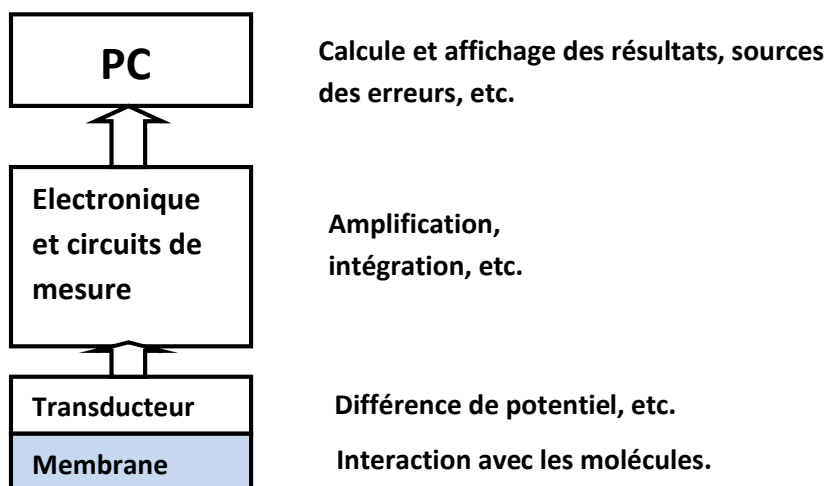 PC
Calcule et affichage des résultats, sources
des erreurs, etc.
Electronique
et circuits de
mesure
Amplification,
intégration, etc.
Transducteur
Différence de potentiel, etc.
Membrane
Interaction avec les molécules.